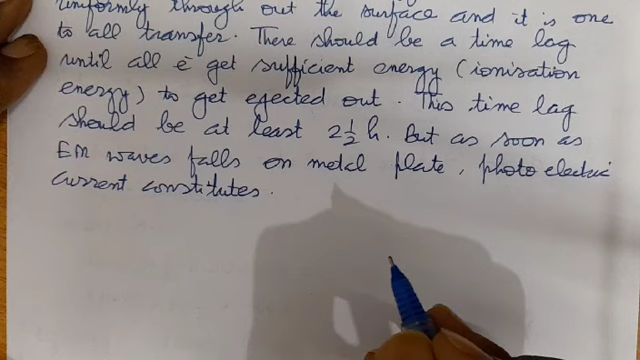 uniformly through out the surface and it is one
to all transfer. There should be a time lag
until all ē get sufficient energy (ionisation
energy) to get ejected out. This time lag
should be at least 2½ h. But as soon as
EM waves falls on metal plate, photo electric
current constitutes.